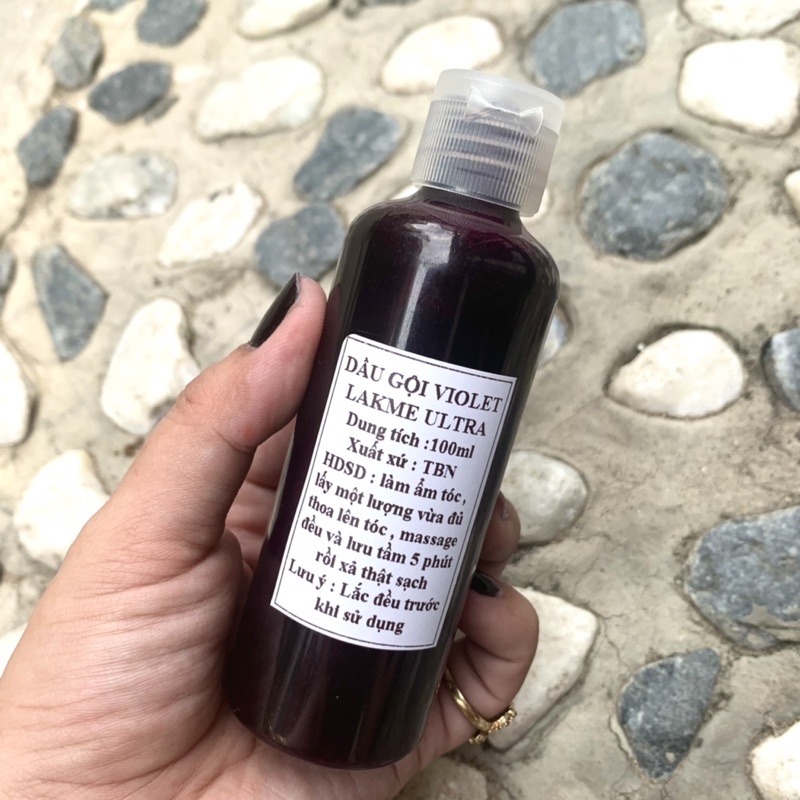 DẦU GỘI VIOLET
LAKME ULTRA
Dung tích :100ml
Xuất xứ : TBN
HDSD : làm ẩm tóc ,
lấy một lượng vừa đủ
thoa lên tóc , massage
đều và lưu tầm 5 phút
rồi xả thật sạch
Lưu ý : Lắc đều trước
khi sử dụng